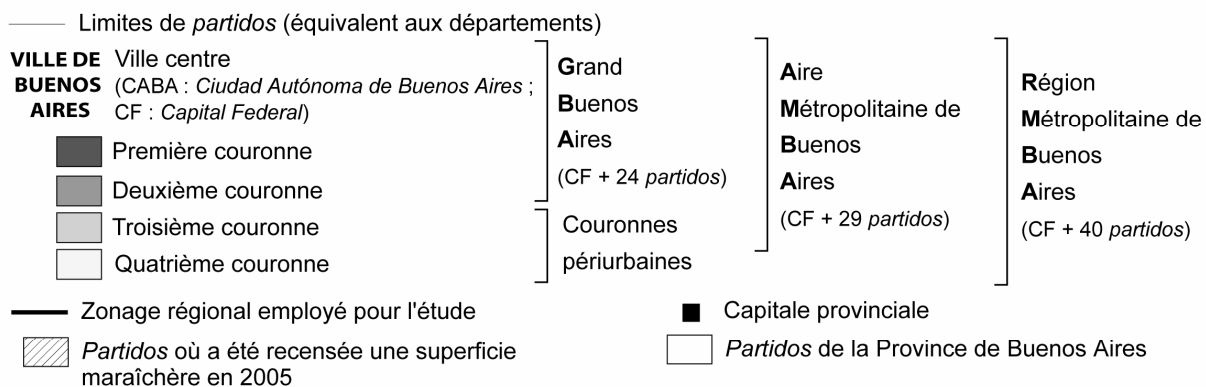 Limites de partidos (équivalent aux départements)
VILLE DE
BUENOS
AIRES
Ville centre
(CABA : Ciudad Autónoma de Buenos Aires ;
CF : Capital Federal)
Première couronne
Deuxième couronne
Troisième couronne
Quatrième couronne
Grand
Buenos
Aires
(CF + 24 partidos)
Couronnes
périurbaines
Aire
Métropolitaine de
Buenos
Aires
(CF + 29 partidos)
Région
Métropolitaine de
Buenos
Aires
(CF + 40 partidos)
Zonage régional employé pour l'étude
Capitale provinciale
Partidos où a été recensée une superficie
maraîchère en 2005
Partidos de la Province de Buenos Aires